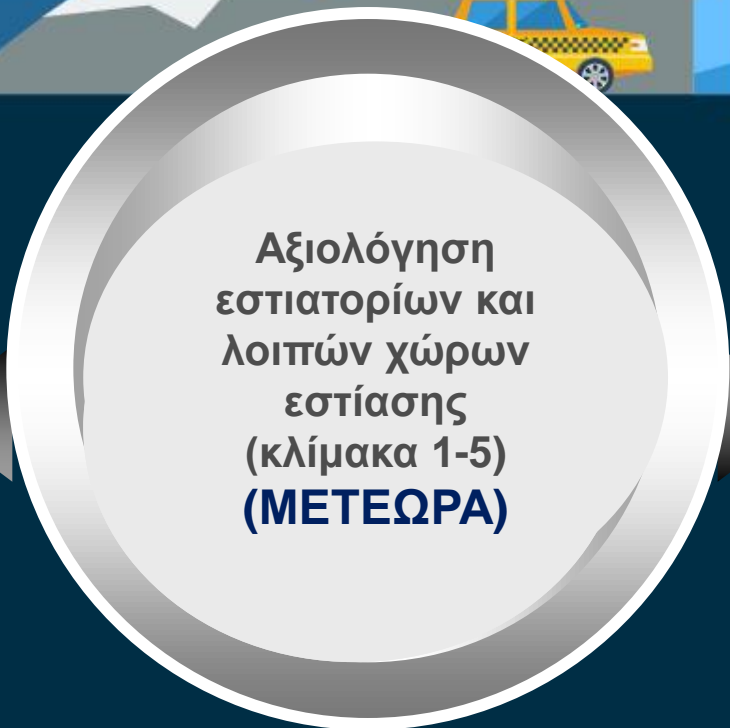 Αξιολόγηση
εστιατορίων και
λοιπών χώρων
εστίασης
(κλίμακα 1-5)
(ΜΕΤΕΩΡΑ)